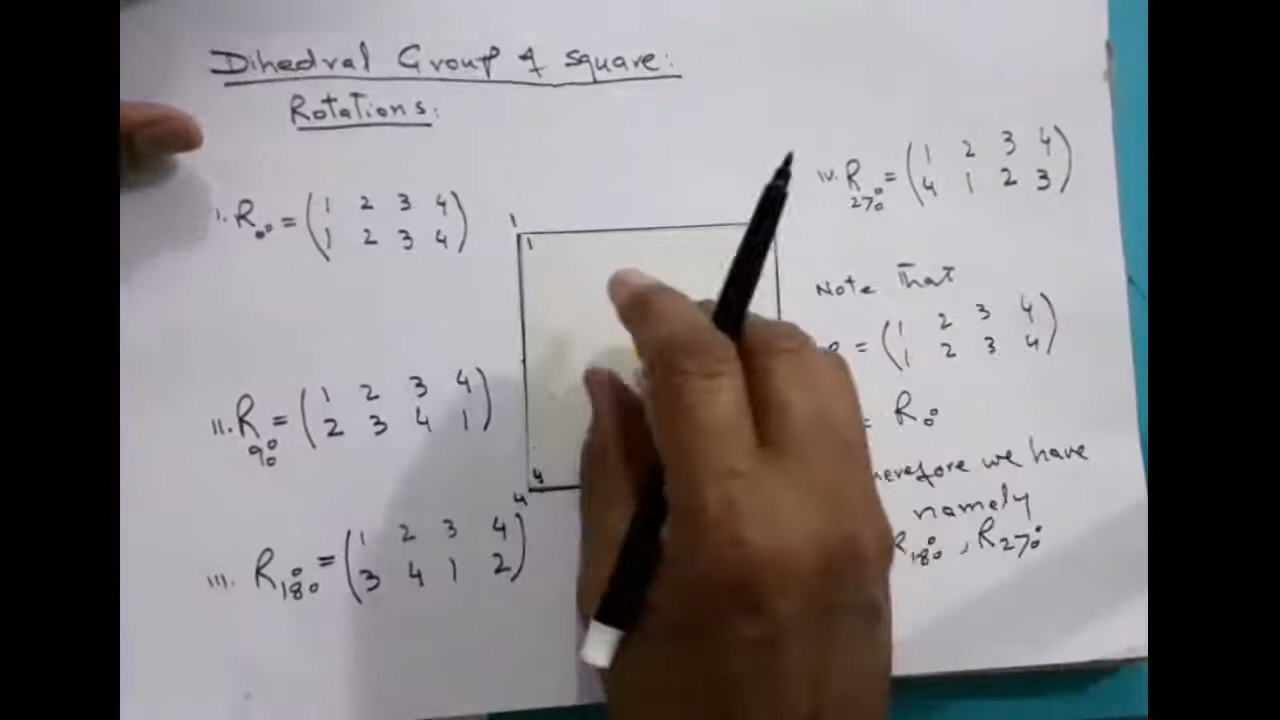 Dihedral Group of square:
Rotations:
I. R0° = (1 2 3 4
1 2 3 4)
II. R90° = (1 2 3 4
2 3 4 1)
III. R180° = (1 2 3 4
3 4 1 2)
1
1
4
4
IV. R270° = (1 2 3 4
4 1 2 3)
Note That
= (1 2 3 4
1 2 3 4)
= R0°
we have
namely
R180°, R270°